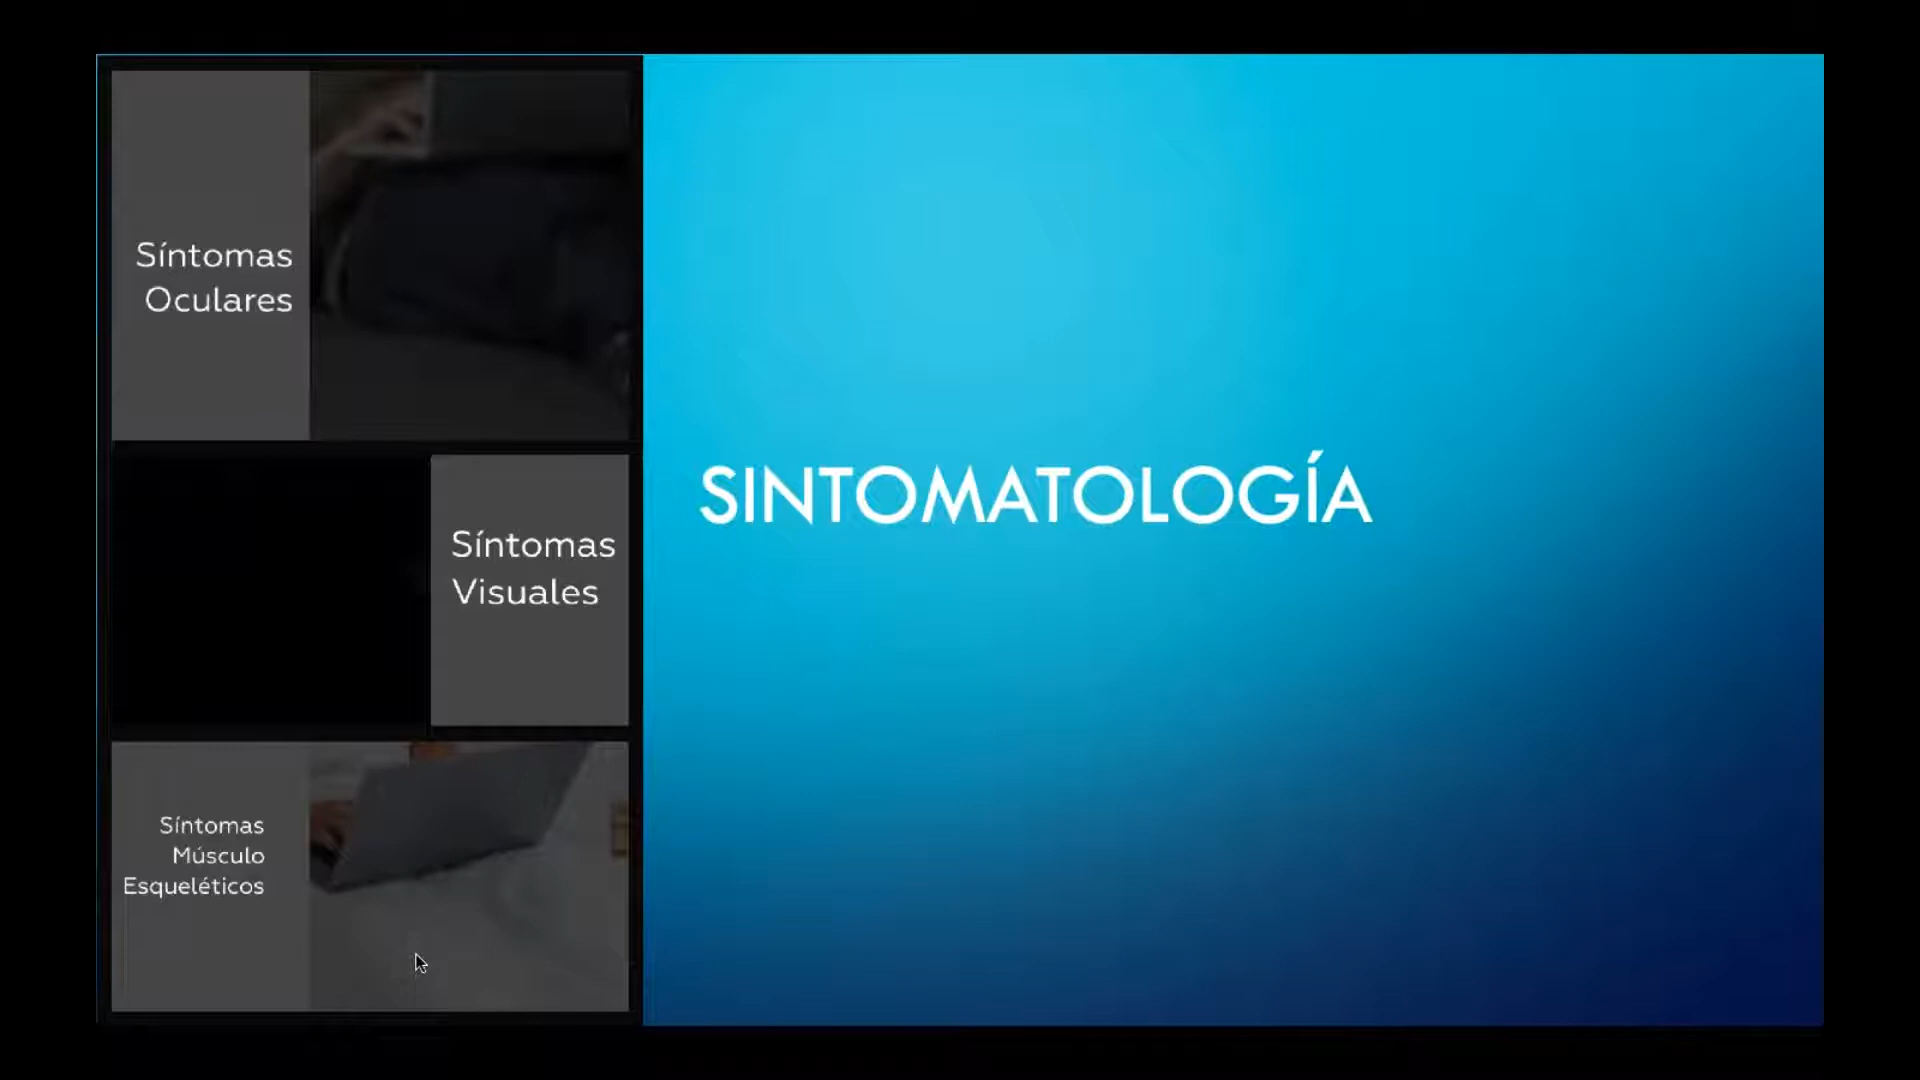 Síntomas
Oculares
Síntomas
Visuales
Síntomas
Músculo
Esqueléticos
SINTOMATOLOGÍA